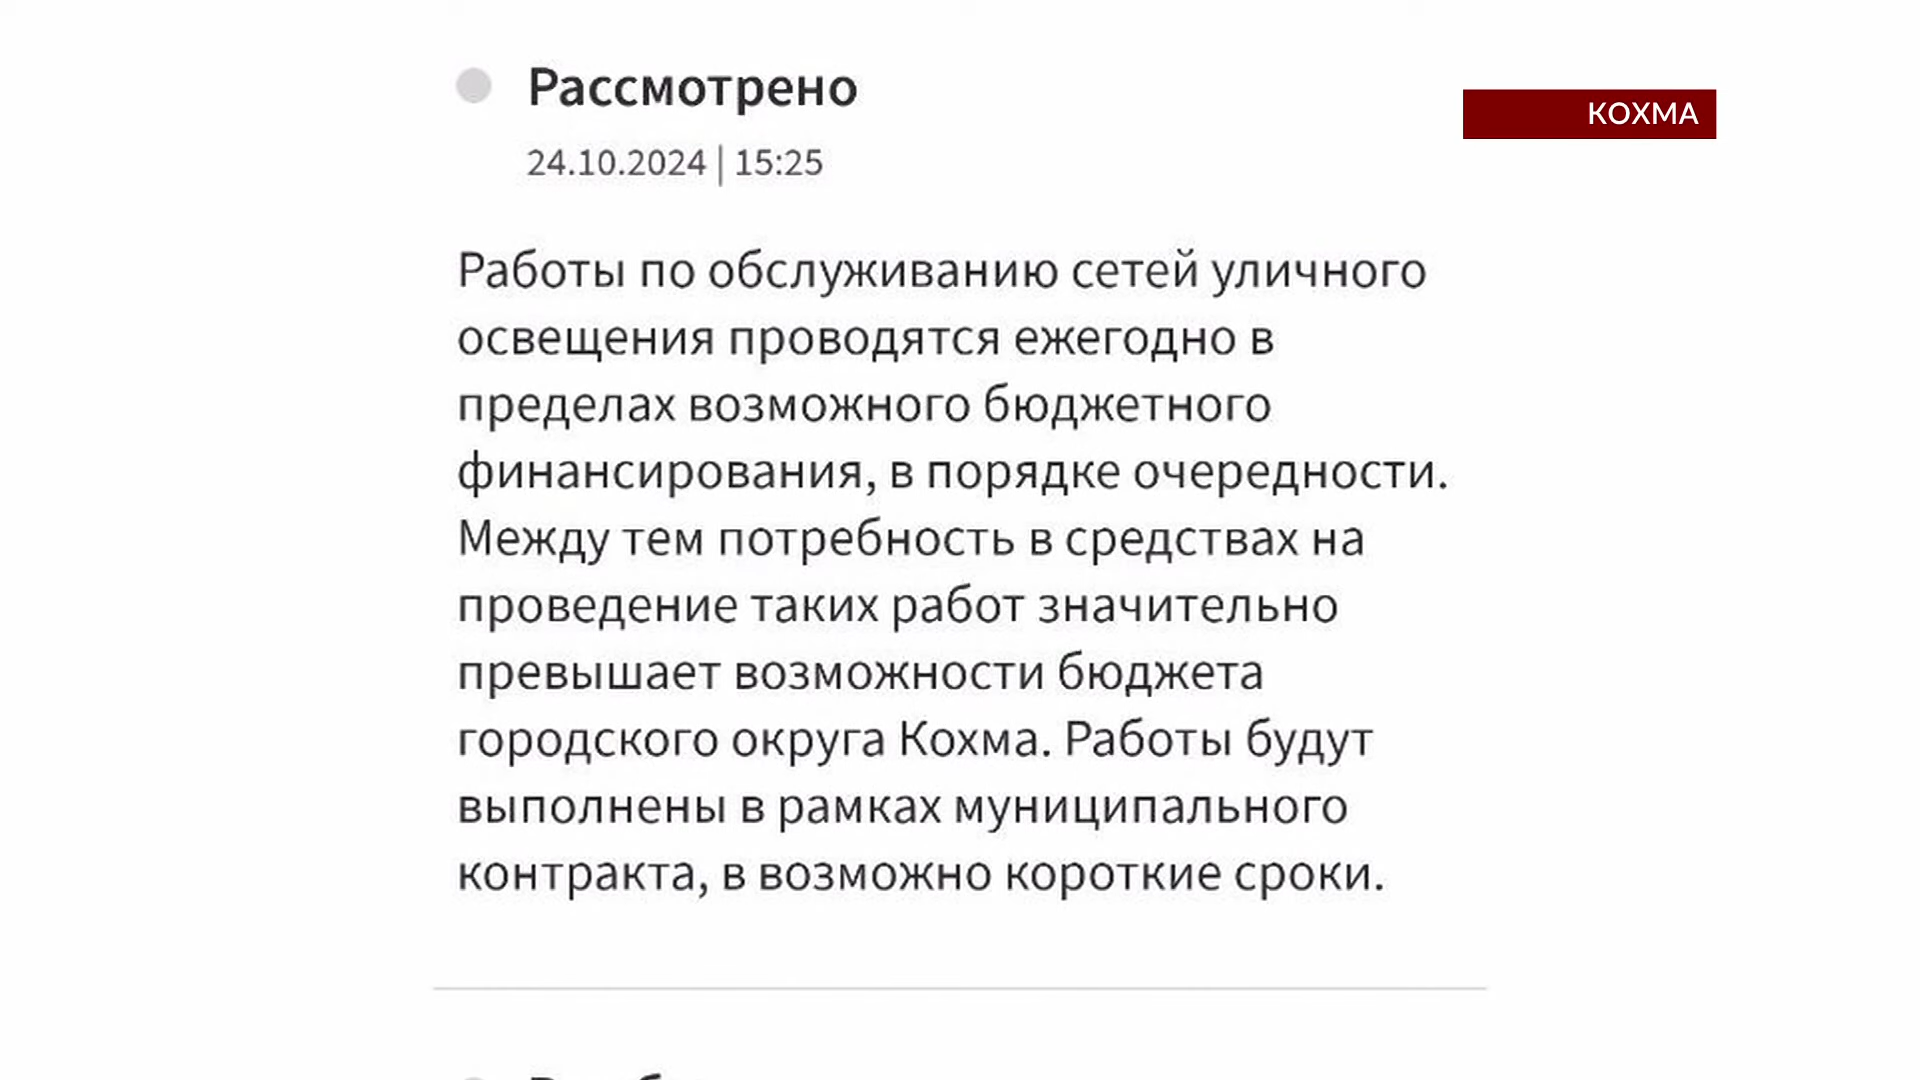 Рассмотрено
КОХМА
24.10.2024 | 15:25
Работы по обслуживанию сетей уличного
освещения проводятся ежегодно в
пределах возможного бюджетного
финансирования, в порядке очередности.
Между тем потребность в средствах на
проведение таких работ значительно
превышает возможности бюджета
городского округа Кохма. Работы будут
выполнены в рамках муниципального
контракта, в возможно короткие сроки.